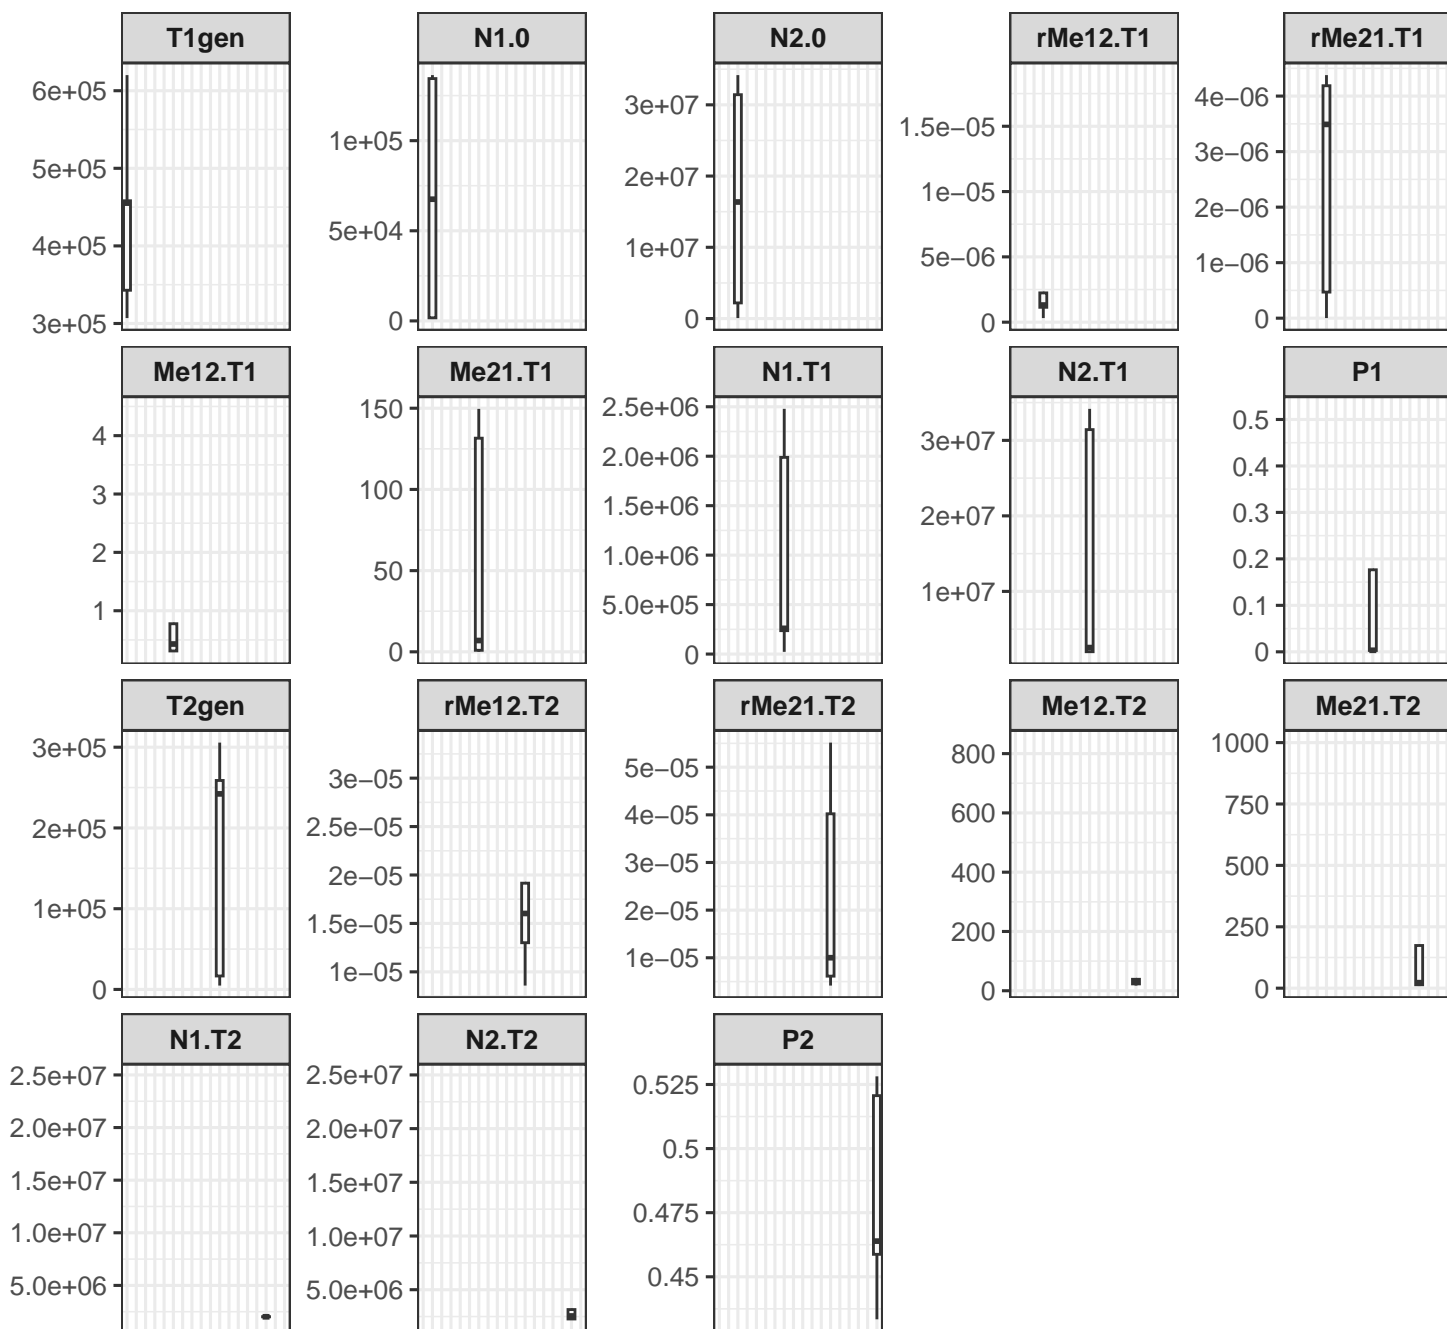 T1gen N1.0 N2.0 rMe12.T1 rMe21.T1
6e+05
5e+05
4e+05
3e+05
1e+05
5e+04
0
3e+07
2e+07
1e+07
0
1.5e−05
1e−05
5e−06
0
4e−06
3e−06
2e−06
1e−06
0
Me12.T1 Me21.T1 N1.T1 N2.T1 P1
4
3
2
1
150
100
50
0
2.5e+06
2.0e+06
1.5e+06
1.0e+06
5.0e+05
0
3e+07
2e+07
1e+07
0.5
0.4
0.3
0.2
0.1
0
T2gen rMe12.T2 rMe21.T2 Me12.T2 Me21.T2
3e+05
2e+05
1e+05
0
3e−05
2.5e−05
2e−05
1.5e−05
1e−05
5e−05
4e−05
3e−05
2e−05
1e−05
800
600
400
200
0
1000
750
500
250
0
N1.T2 N2.T2 P2
2.5e+07
2.0e+07
1.5e+07
1.0e+07
5.0e+06
2.5e+07
2.0e+07
1.5e+07
1.0e+07
5.0e+06
0.525
0.5
0.475
0.45